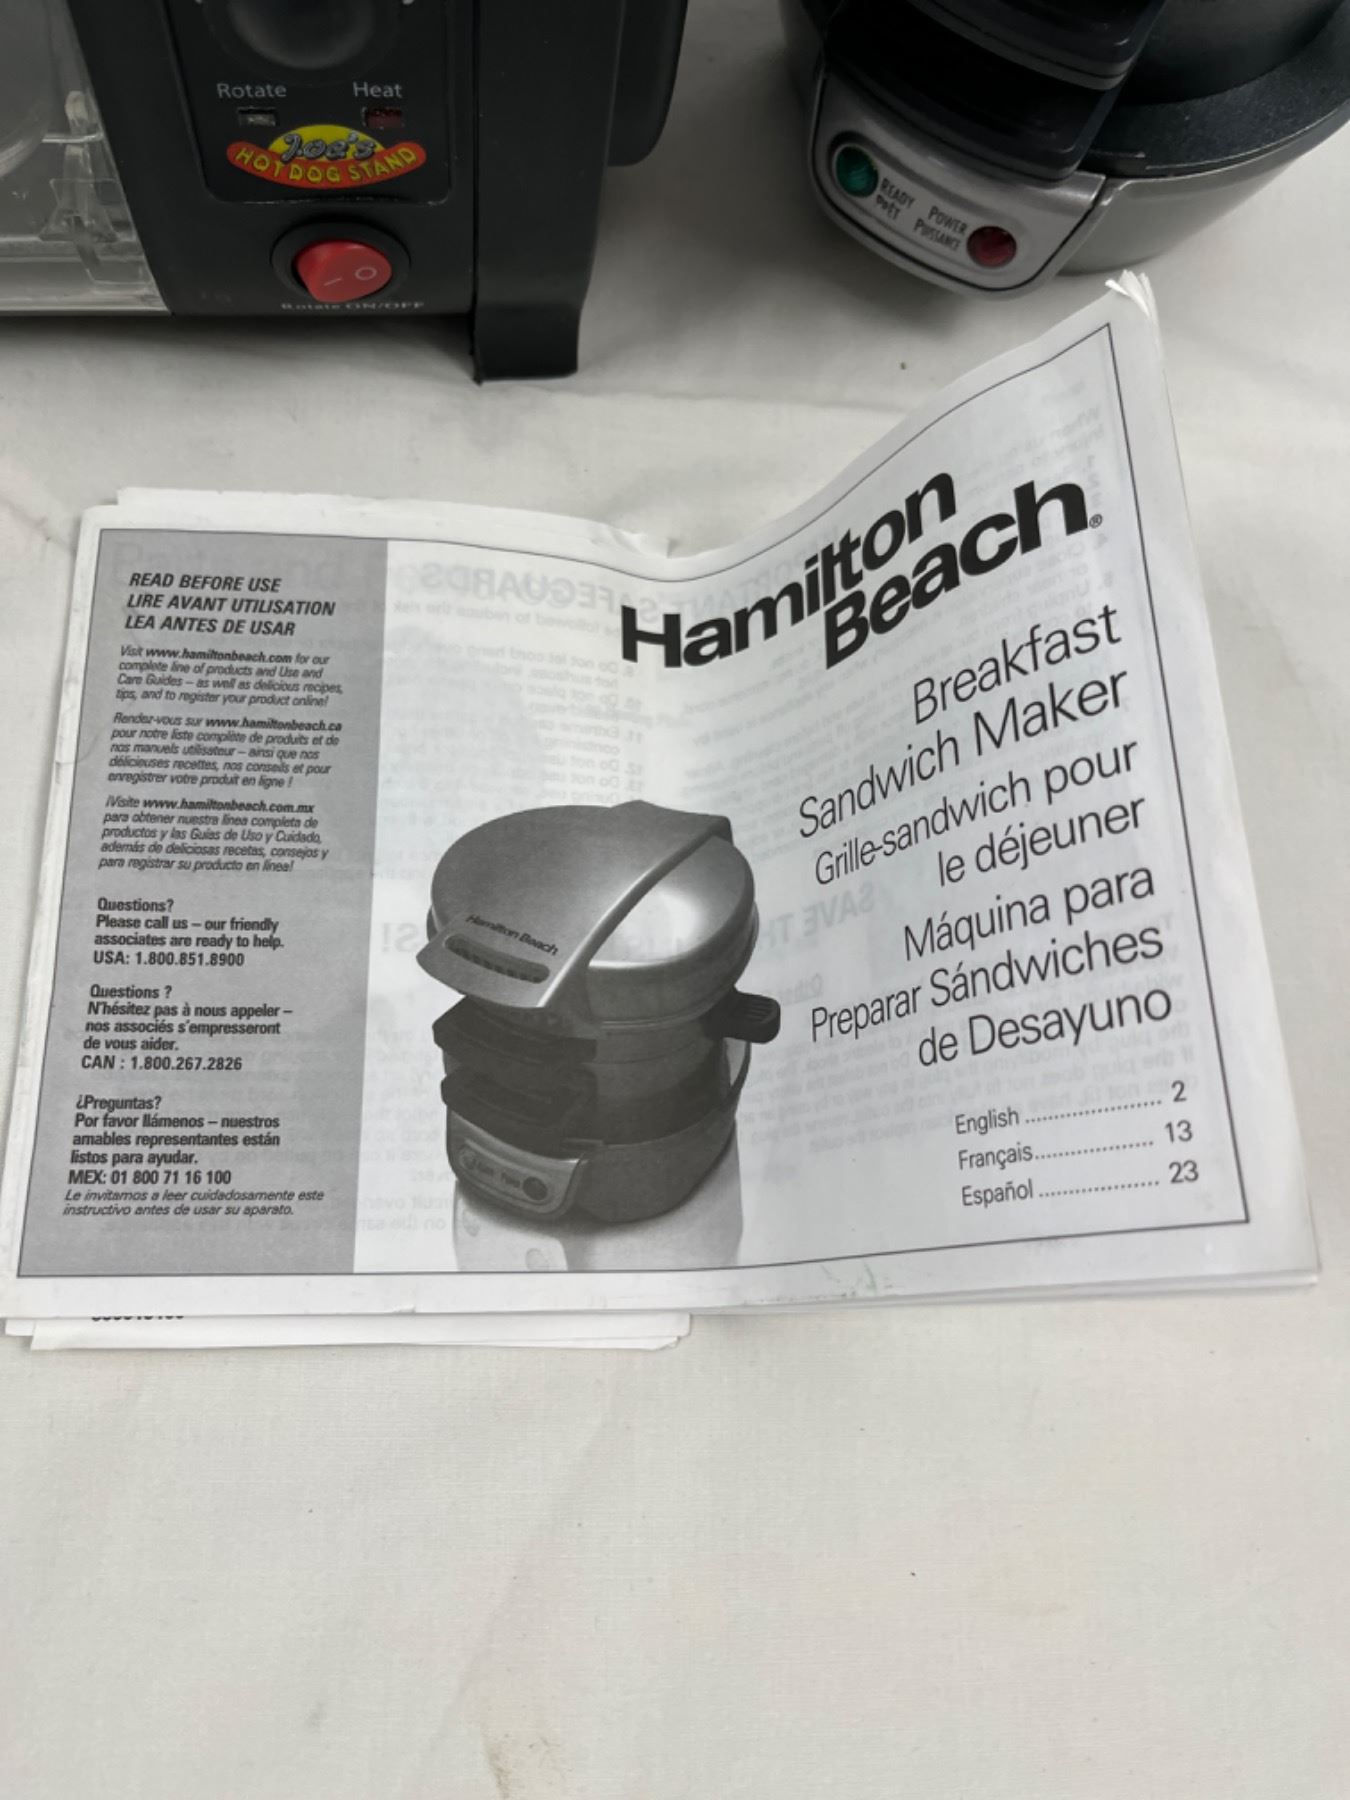 Rotate
Heat
Joe's
HOT DOG STAND
Rotate ON/OFF
READY
PRÊT
POWER
PUISSANCE
READ BEFORE USE
LIRE AVANT UTILISATION
LEA ANTES DE USAR
Visit www.hamiltonbeach.com for our
complete line of products and Use and
Care Guides – as well as delicious recipes,
tips, and to register your product online!
Rendez-vous sur www.hamiltonbeach.ca
pour notre liste complète de produits et de
nos manuels utilisateur – ainsi que nos
délicieuses recettes, nos conseils et pour
enregistrer votre produit en ligne !
¡Visite www.hamiltonbeach.com.mx
para obtener nuestra línea completa de
productos y las Guías de Uso y Cuidado,
además de deliciosas recetas, consejos y
para registrar su producto en línea!
Questions?
Please call us – our friendly
associates are ready to help.
USA: 1.800.851.8900
Questions ?
N'hésitez pas à nous appeler –
nos associés s'empresseront
de vous aider.
CAN : 1.800.267.2826
¿Preguntas?
Por favor llámenos – nuestros
amables representantes están
listos para ayudar.
MEX: 01 800 71 16 100
Le invitamos a leer cuidadosamente este
instructivo antes de usar su aparato.
Hamilton Beach
Hamilton
Beach®
Breakfast
Sandwich Maker
Grille-sandwich pour
le déjeuner
Máquina para
Preparar Sándwiches
de Desayuno
English ........................ 2
Français..................... 13
Español ..................... 23